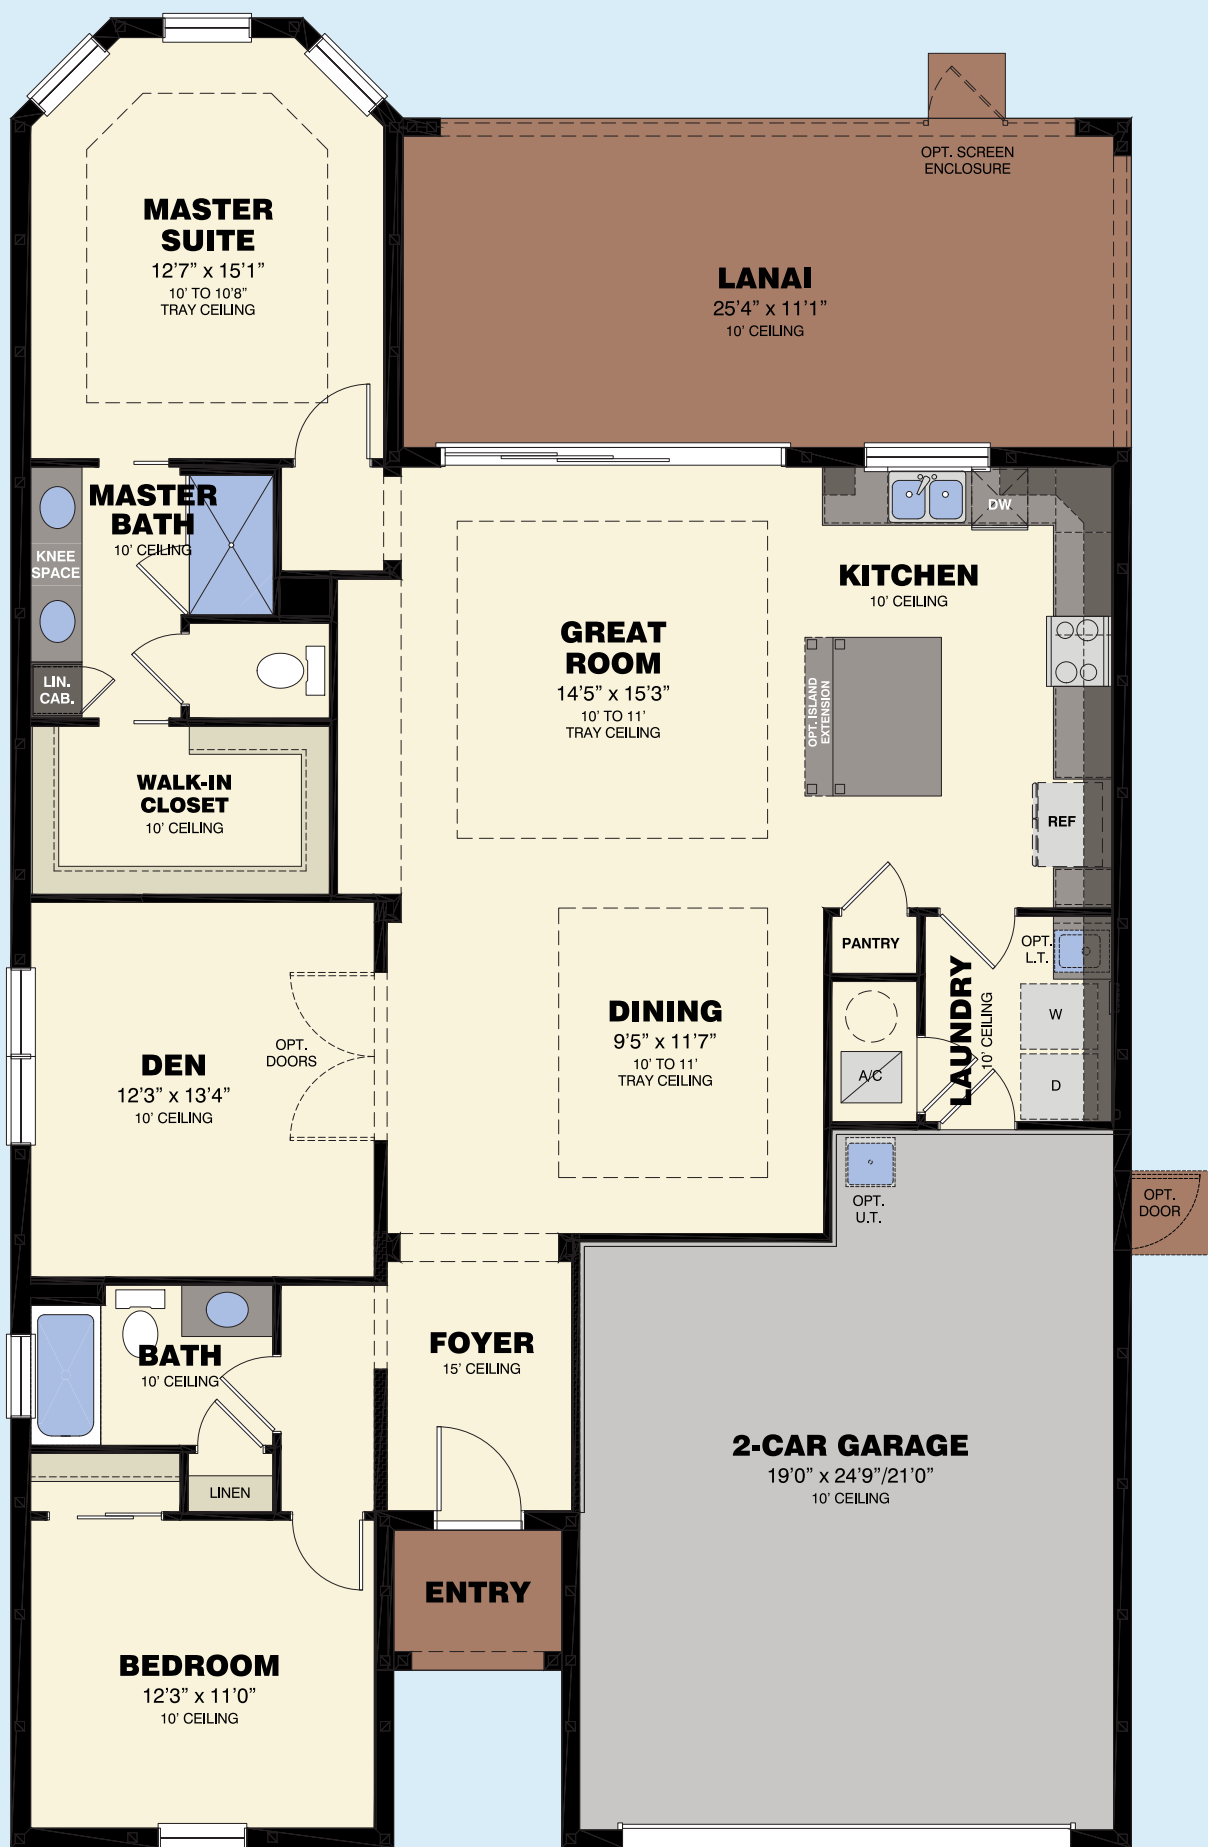 MASTER
SUITE
12'7" x 15'1"
10' TO 10'8"
TRAY CEILING
OPT. SCREEN
ENCLOSURE
LANAI
25'4" x 11'1"
10' CEILING
MASTER
BATH
10' CEILING
KNEE
SPACE
LIN.
CAB.
DW
KITCHEN
10' CEILING
GREAT
ROOM
14'5" x 15'3"
10' TO 11'
TRAY CEILING
OPT. ISLAND
EXTENSION
REF
WALK-IN
CLOSET
10' CEILING
PANTRY
OPT.
L.T.
LAUNDRY
10' CEILING
W
D
A/C
DINING
9'5" x 11'7"
10' TO 11'
TRAY CEILING
OPT.
DOORS
DEN
12'3" x 13'4"
10' CEILING
OPT.
U.T.
OPT.
DOOR
BATH
10' CEILING
FOYER
15' CEILING
LINEN
2-CAR GARAGE
19'0" x 24'9"/21'0"
10' CEILING
ENTRY
BEDROOM
12'3" x 11'0"
10' CEILING